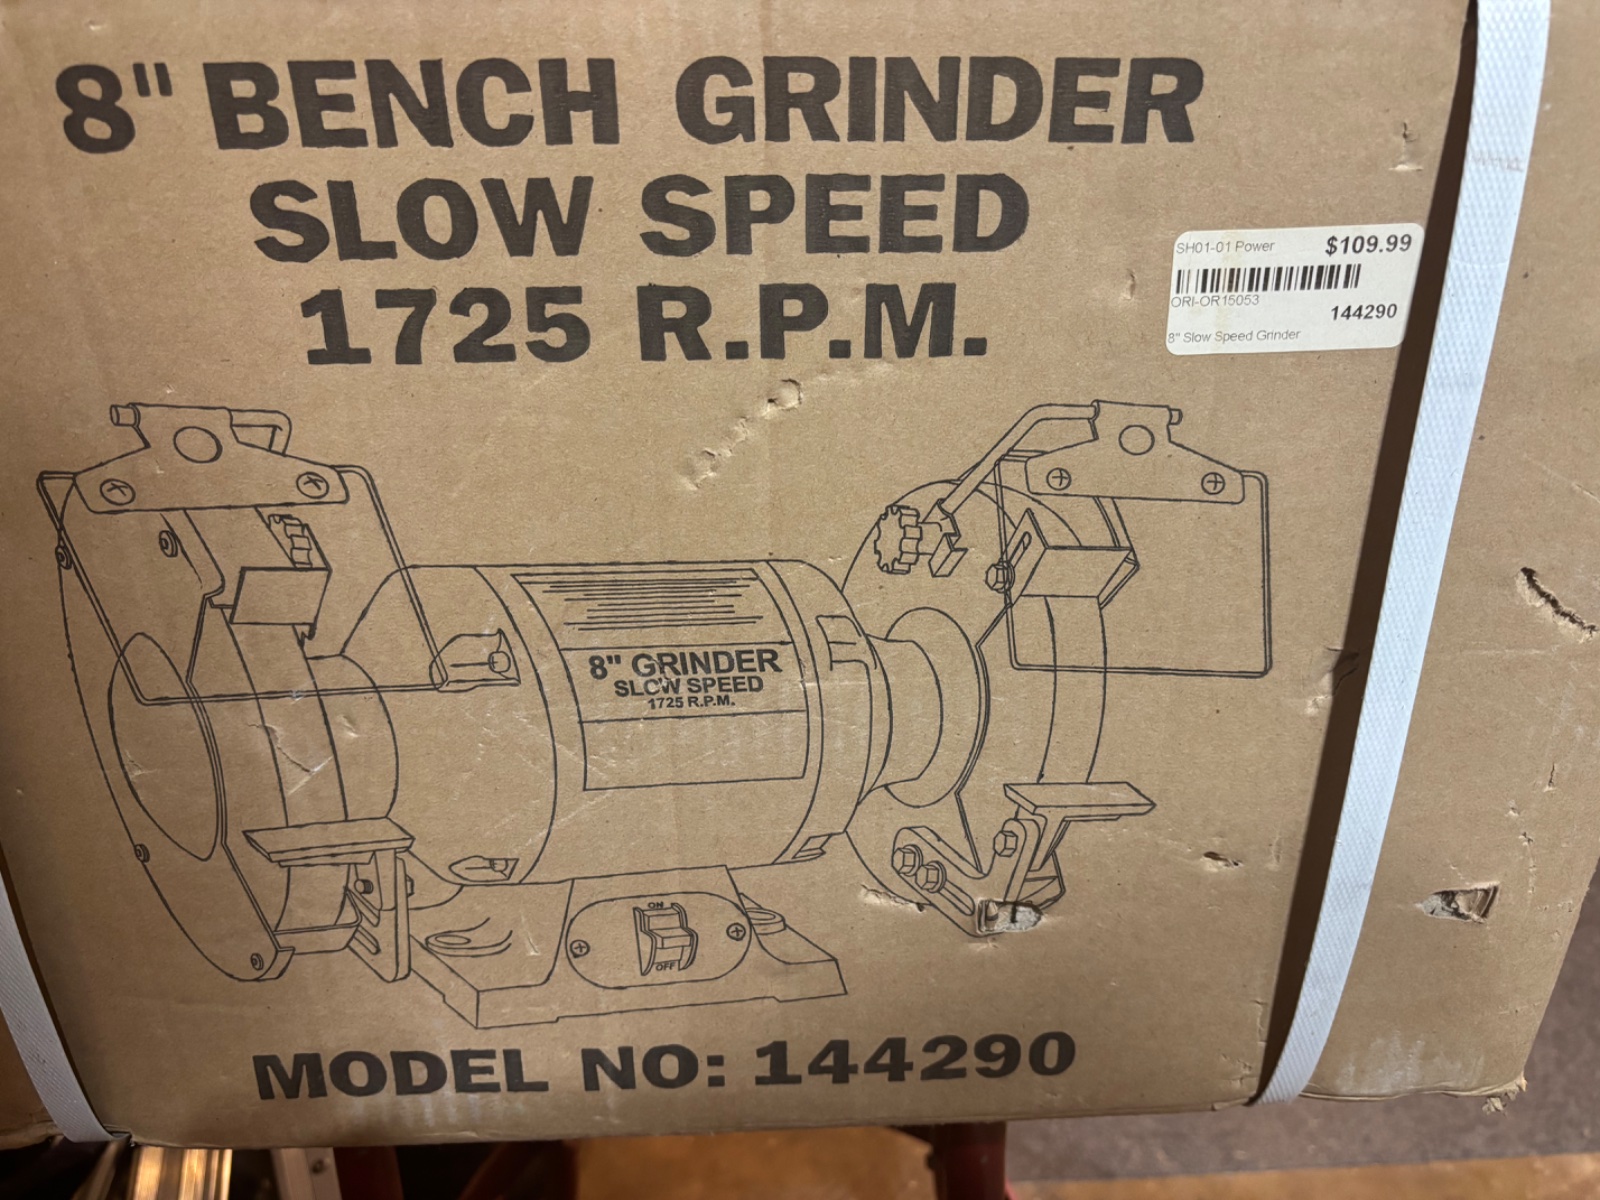 8" BENCH GRINDER
SLOW SPEED
1725 R.P.M.
SH01-01 Power $109.99
ORI-OR15053
144290
8" Slow Speed Grinder
8" GRINDER
SLOW SPEED
1725 R.P.M.
ON
OFF
MODEL NO: 144290